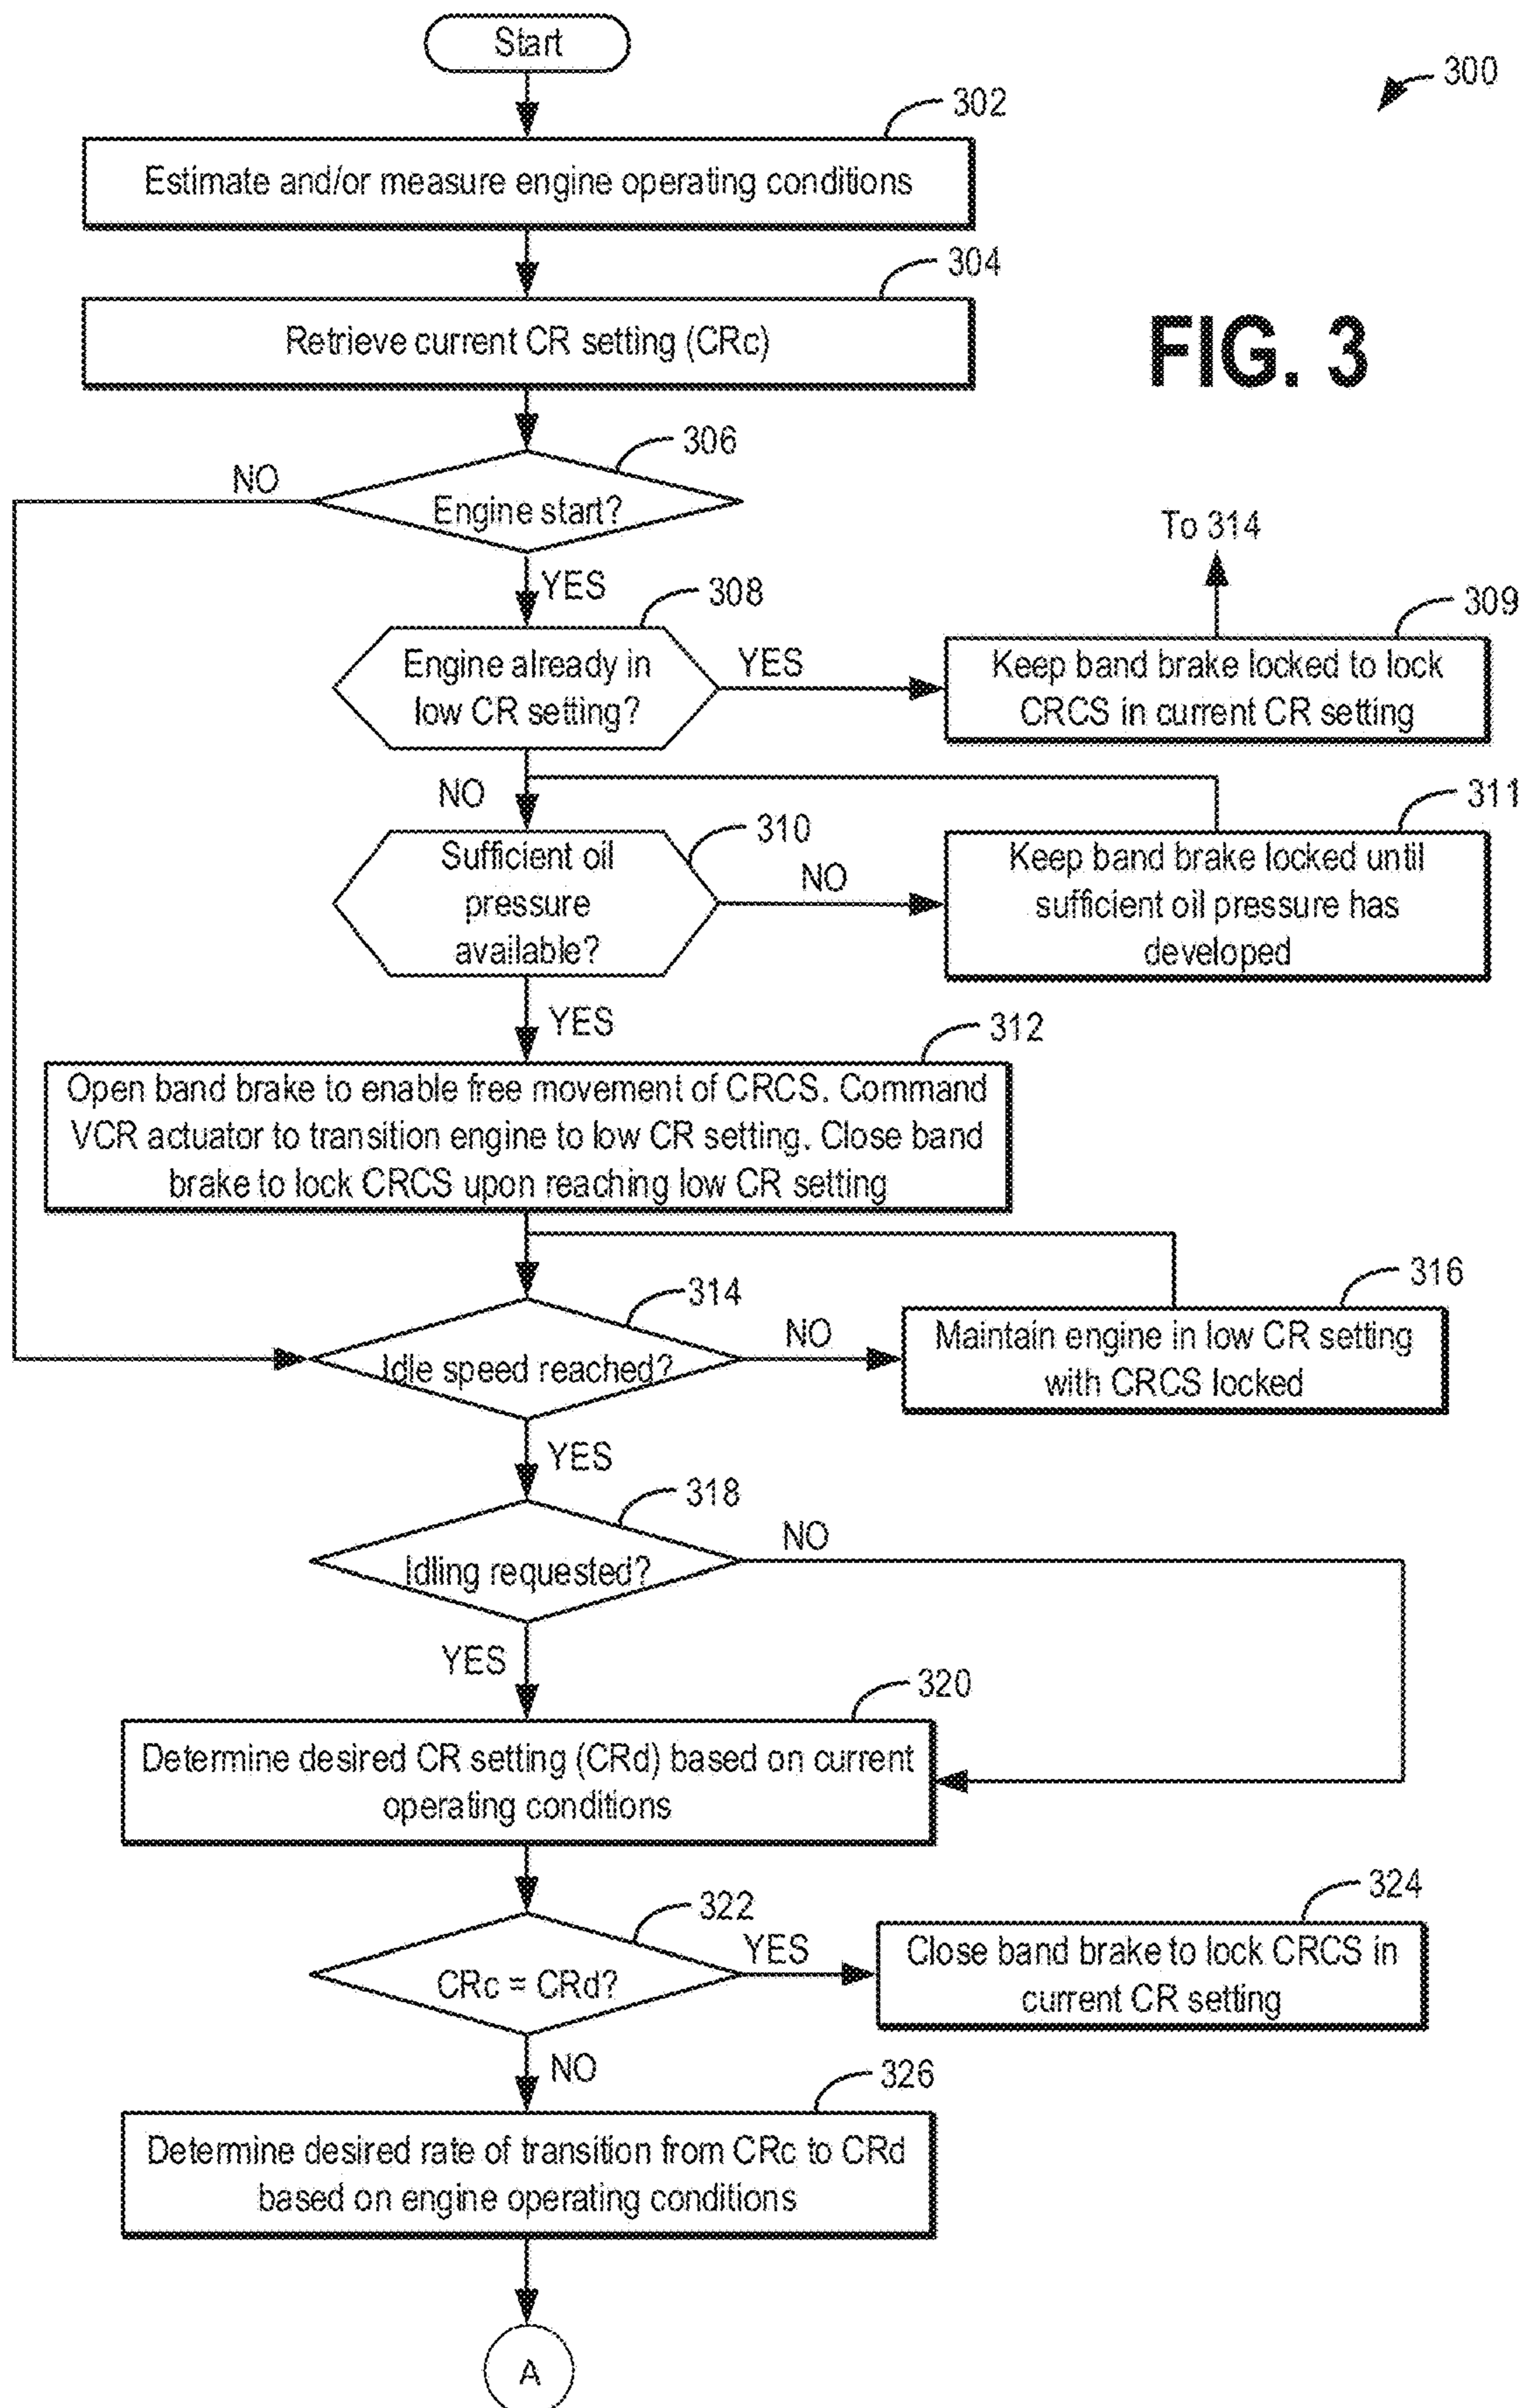 Start
300
302
Estimate and/or measure engine operating conditions
304
Retrieve current CR setting (CRc)
FIG. 3
306
NO
Engine start?
To 314
YES
308
309
Engine already in
low CR setting?
YES
Keep band brake locked to lock
CRCS in current CR setting
NO
311
310
Sufficient oil
pressure
available?
NO
Keep band brake locked until
sufficient oil pressure has
developed
YES
312
Open band brake to enable free movement of CRCS. Command
VCR actuator to transition engine to low CR setting. Close band
brake to lock CRCS upon reaching low CR setting
314
316
Idle speed reached?
NO
Maintain engine in low CR setting
with CRCS locked
YES
318
NO
Idling requested?
YES
320
Determine desired CR setting (CRd) based on current
operating conditions
322
324
CRc = CRd?
YES
Close band brake to lock CRCS in
current CR setting
NO
326
Determine desired rate of transition from CRc to CRd
based on engine operating conditions
A